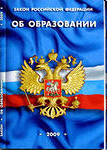 ЗАКОН РОССИЙСКОЙ ФЕДЕРАЦИИ
ОБ ОБРАЗОВАНИИ
• 2009 •